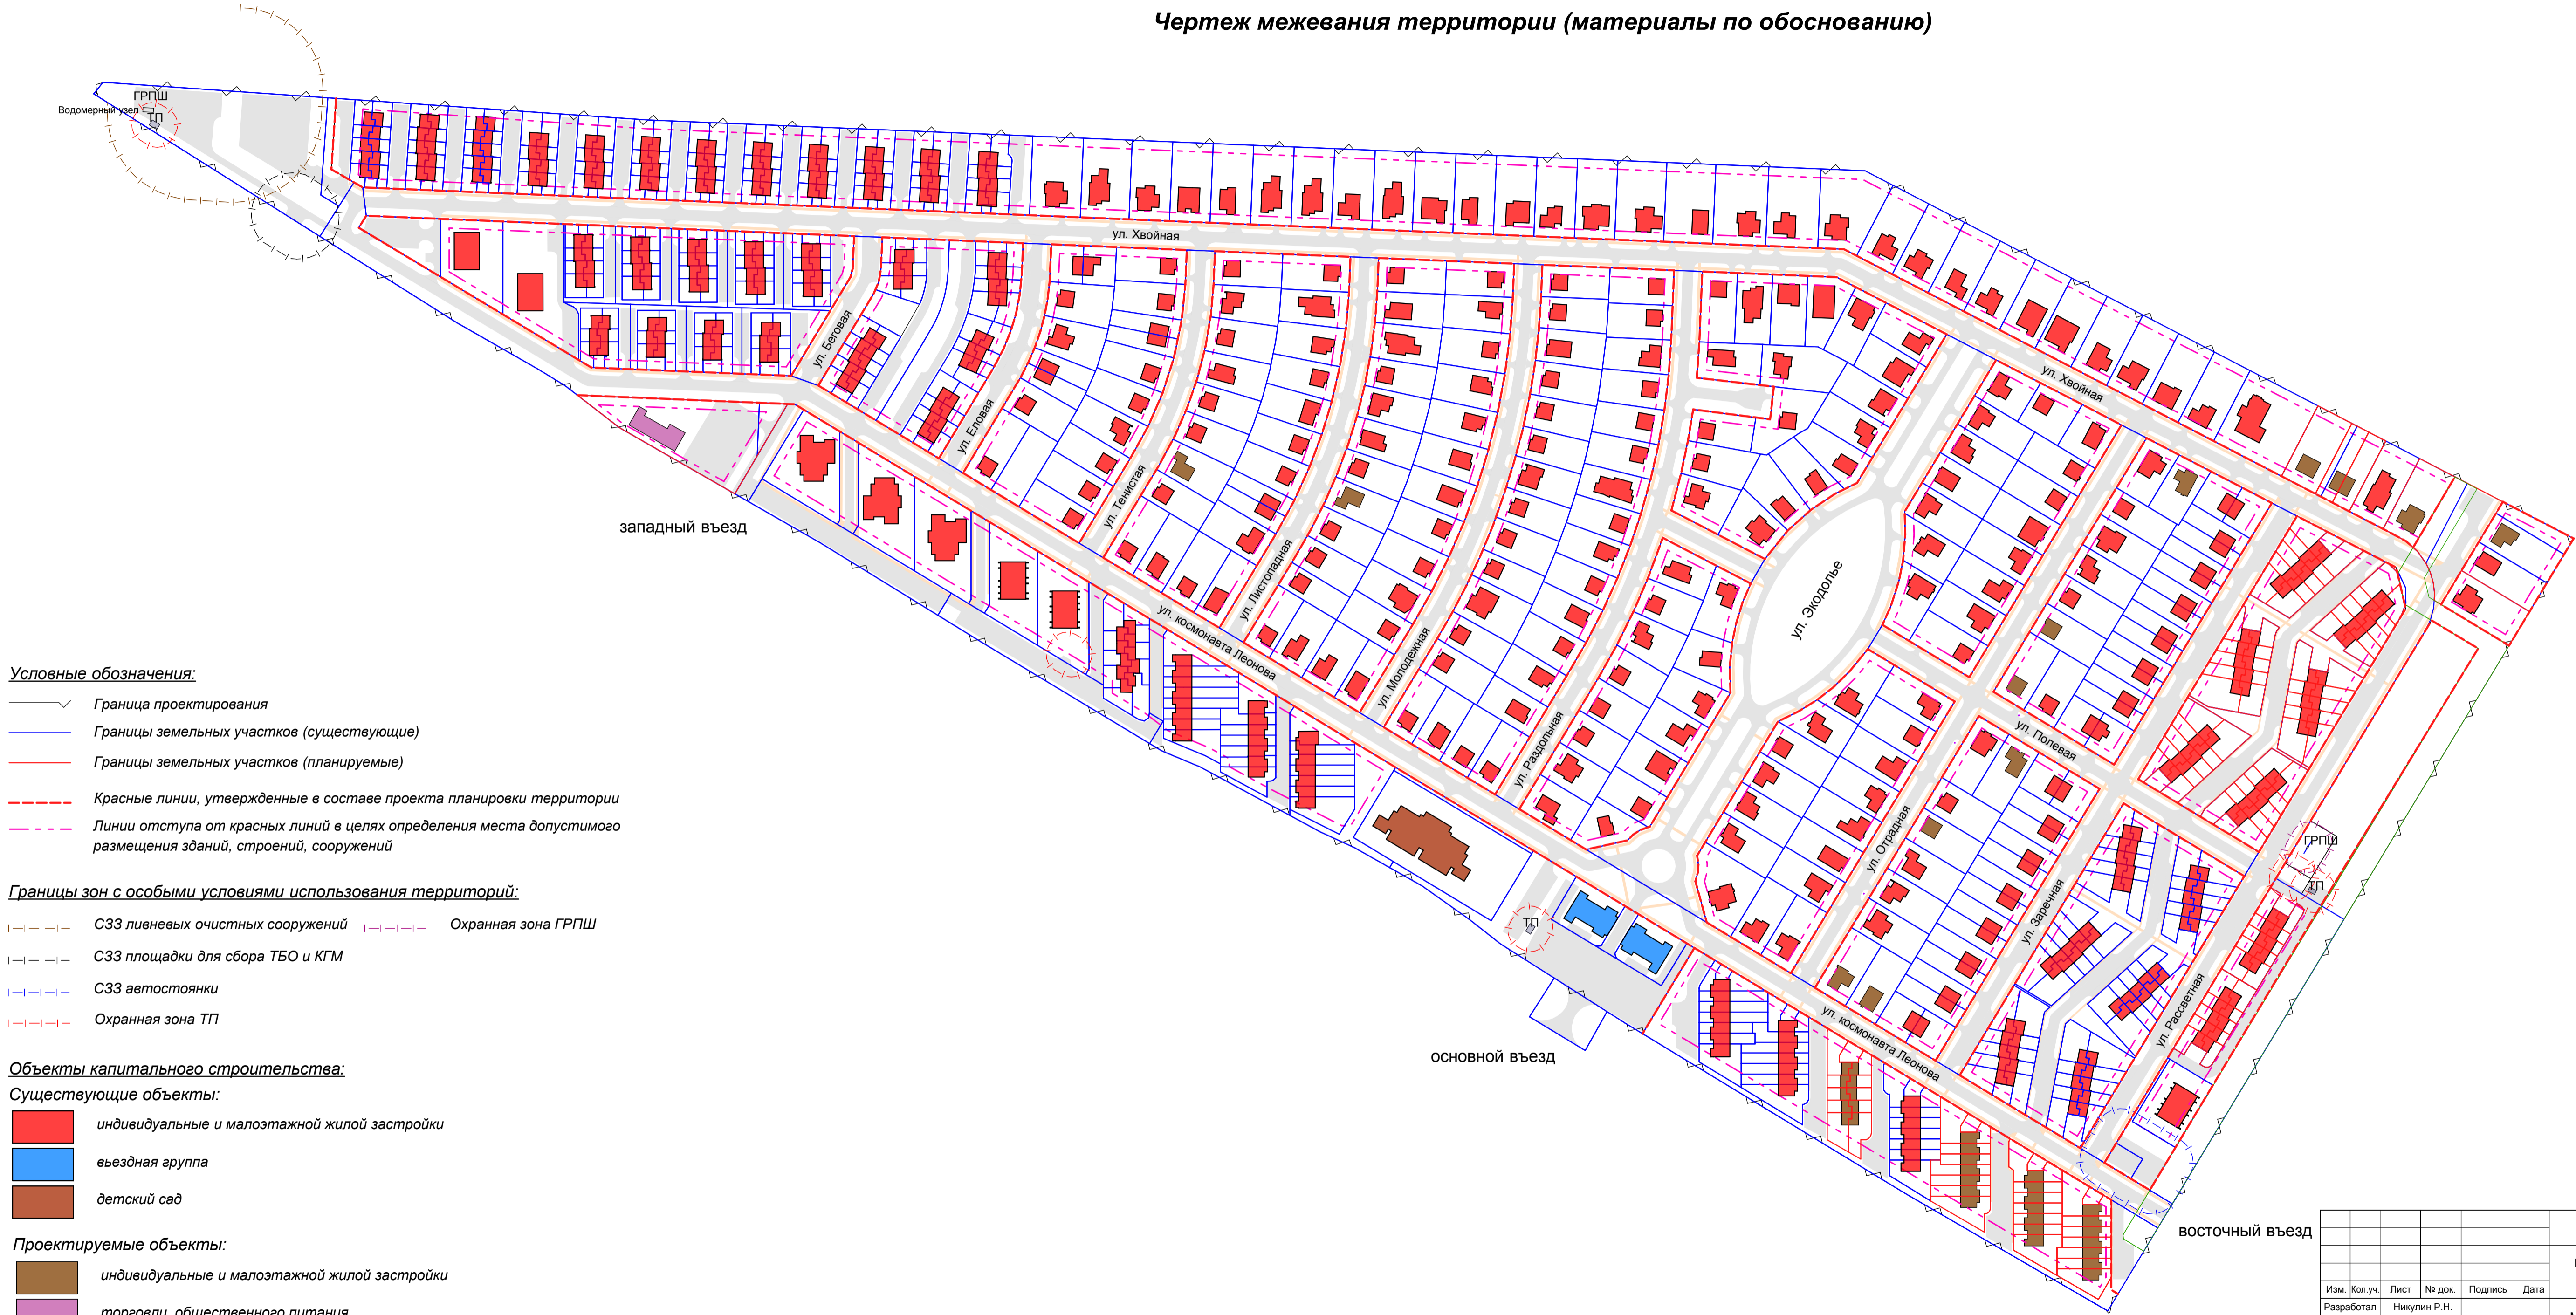 Чертеж межевания территории (материалы по обоснованию)
ГРПШ
Водомерный узел
ТП
ул. Хвойная
ул. Беговая
ул. Еловая
ул. Тенистая
ул. Листопадная
ул. Молодежная
ул. Раздольная
ул. Экодолье
ул. Хвойная
ул. космонавта Леонова
ул. Полевая
ул. Отрадная
ул. Заречная
ул. Рассветная
ул. космонавта Леонова
ГРПШ
ТП
ТП
западный въезд
основной въезд
восточный въезд
Условные обозначения:
Граница проектирования
Границы земельных участков (существующие)
Границы земельных участков (планируемые)
Красные линии, утвержденные в составе проекта планировки территории
Линии отступа от красных линий в целях определения места допустимого
размещения зданий, строений, сооружений
Границы зон с особыми условиями использования территорий:
СЗЗ ливневых очистных сооружений
Охранная зона ГРПШ
СЗЗ площадки для сбора ТБО и КГМ
СЗЗ автостоянки
Охранная зона ТП
Объекты капитального строительства:
Существующие объекты:
индивидуальные и малоэтажной жилой застройки
вьездная группа
детский сад
Проектируемые объекты:
индивидуальные и малоэтажной жилой застройки
торговли, общественного питания
Изм. Кол.уч. Лист № док. Подпись Дата
Разработал Никулин Р.Н.